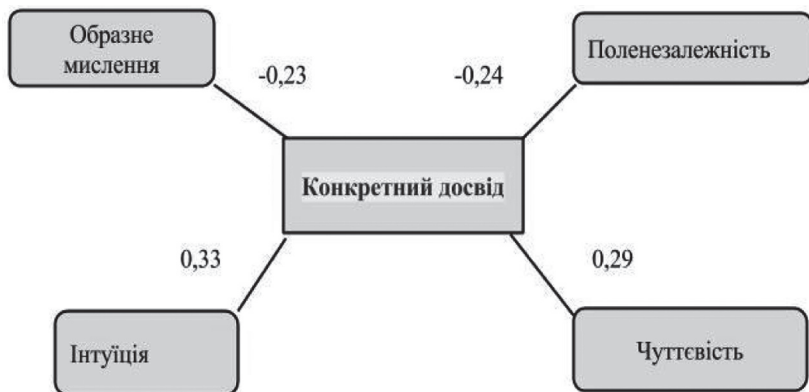 Образне
мислення
Поленезалежність
-0,23
-0,24
Конкретний досвід
0,33
0,29
Інтуїція
Чуттєвість